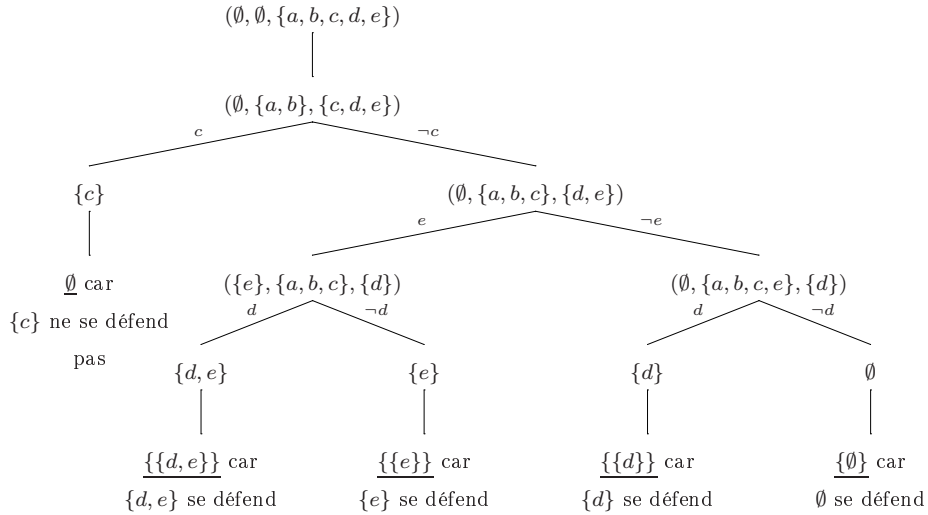 (∅, ∅, {a, b, c, d, e})
(∅, {a, b}, {c, d, e})
c ¬c
{c} (∅, {a, b, c}, {d, e})
e ¬e
∅ car ({e}, {a, b, c}, {d}) (∅, {a, b, c, e}, {d})
{c} ne se défend d ¬d d ¬d
pas
{d, e} {e} {d} ∅
{{d, e}} car {{e}} car {{d}} car {∅} car
{d, e} se défend {e} se défend {d} se défend ∅ se défend